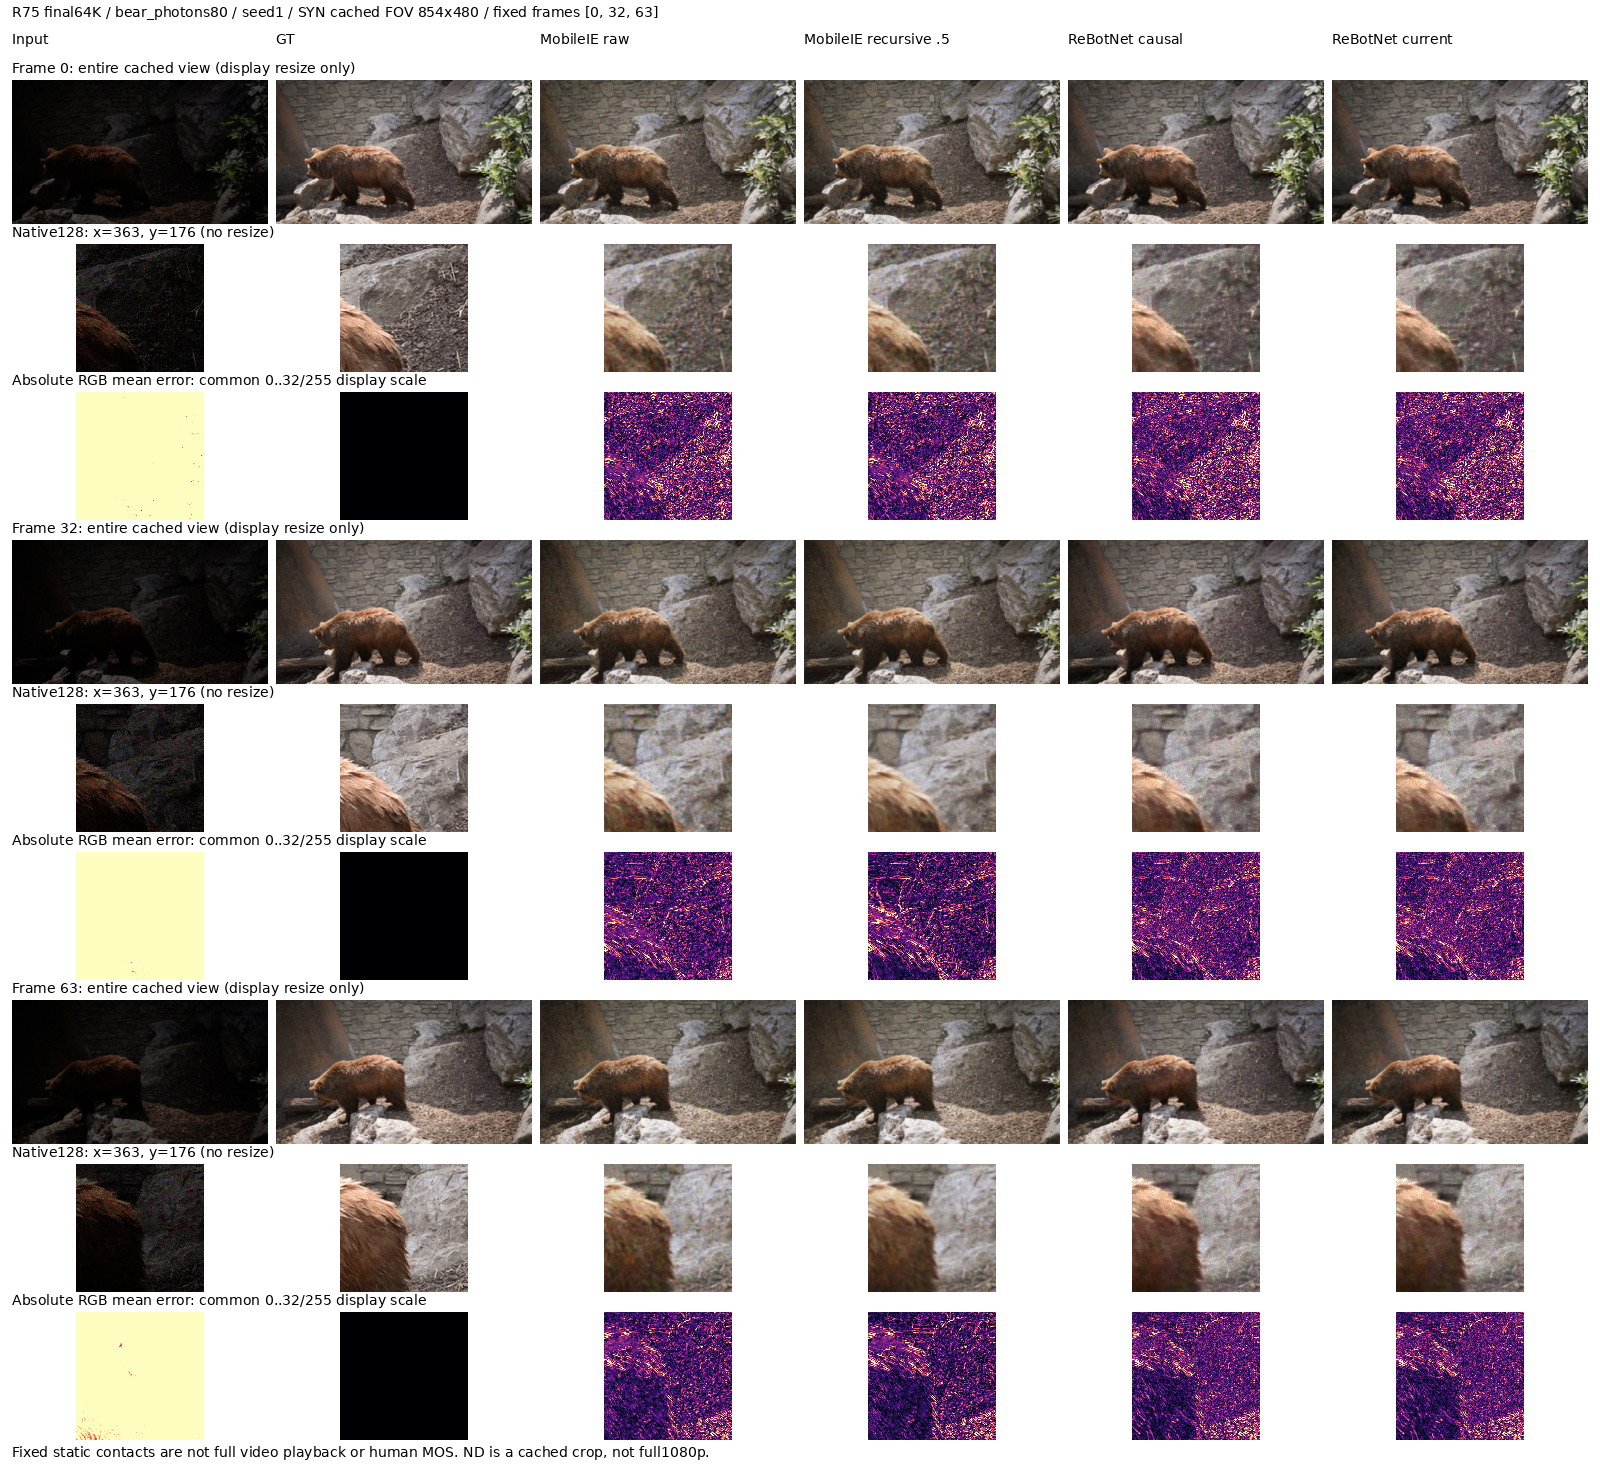 R75 final64K / bear_photons80 / seed1 / SYN cached FOV 854x480 / fixed frames [0, 32, 63]
Input GT MobileIE raw MobileIE recursive .5 ReBotNet causal ReBotNet current
Frame 0: entire cached view (display resize only)
Native128: x=363, y=176 (no resize)
Absolute RGB mean error: common 0..32/255 display scale
Frame 32: entire cached view (display resize only)
Native128: x=363, y=176 (no resize)
Absolute RGB mean error: common 0..32/255 display scale
Frame 63: entire cached view (display resize only)
Native128: x=363, y=176 (no resize)
Absolute RGB mean error: common 0..32/255 display scale
Fixed static contacts are not full video playback or human MOS. ND is a cached crop, not full1080p.